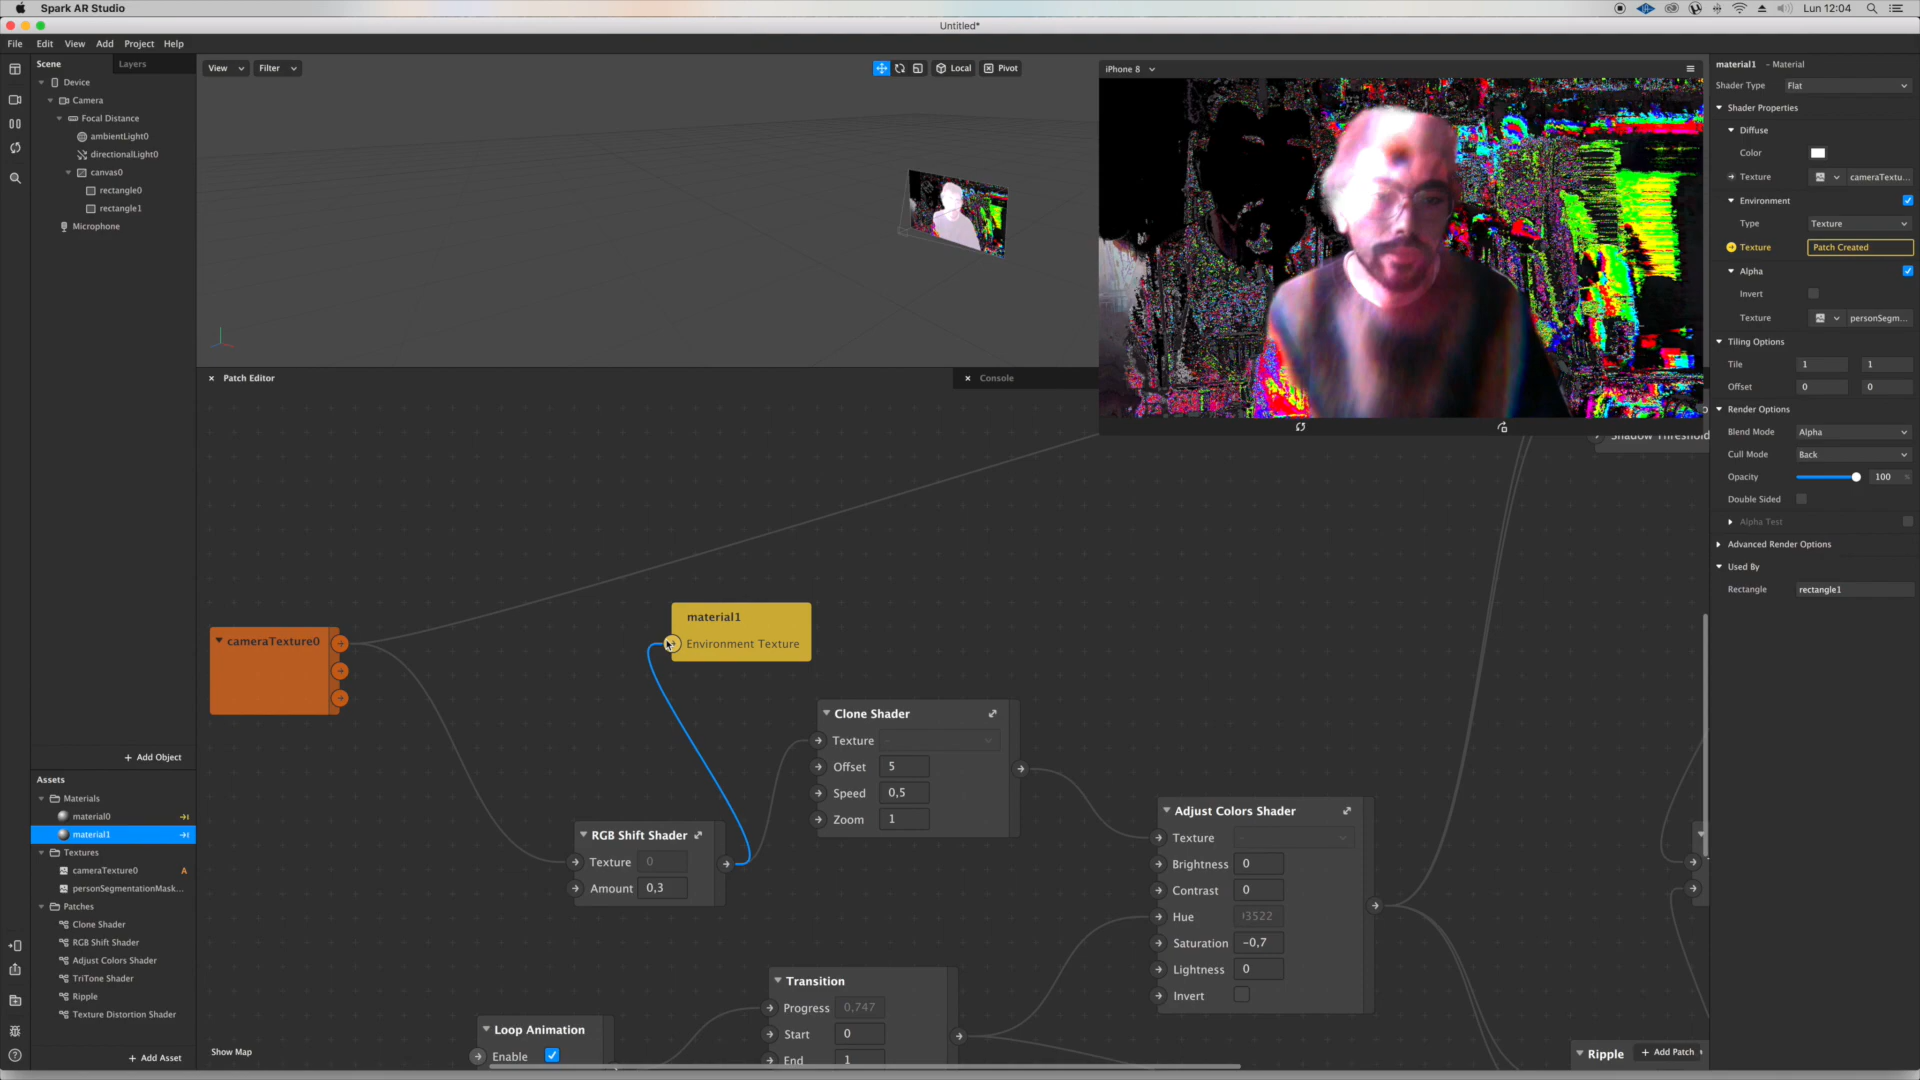 Spark AR Studio
Lun 12:04
Untitled*
File Edit View Add Project Help
Scene Layers
Device
Camera
Focal Distance
ambientLight0
directionalLight0
canvas0
rectangle0
rectangle1
Microphone
+ Add Object
Assets
Materials
material0
material1
Textures
cameraTexture0 A
personSegmentationMask...
Patches
Clone Shader
RGB Shift Shader
Adjust Colors Shader
TriTone Shader
Ripple
Texture Distortion Shader
+ Add Asset
View Filter
Local Pivot
Patch Editor
Console
iPhone 8
Shadow Threshold
cameraTexture0
material1
Environment Texture
Clone Shader
Texture
Offset 5
Speed 0,5
Zoom 1
RGB Shift Shader
Texture 0
Amount 0,3
Adjust Colors Shader
Texture
Brightness 0
Contrast 0
Hue
Saturation -0,7
Lightness 0
Invert
Transition
Progress 0,747
Start 0
End 1
Loop Animation
Enable
Show Map
Ripple
+ Add Patch
material1 - Material
Shader Type Flat
Shader Properties
Diffuse
Color
Texture cameraTextu...
Environment
Type Texture
Texture Patch Created
Alpha
Invert
Texture personSegm...
Tiling Options
Tile 1 1
Offset 0 0
Render Options
Blend Mode Alpha
Cull Mode Back
Opacity 100
Double Sided
Alpha Test
Advanced Render Options
Used By
Rectangle rectangle1